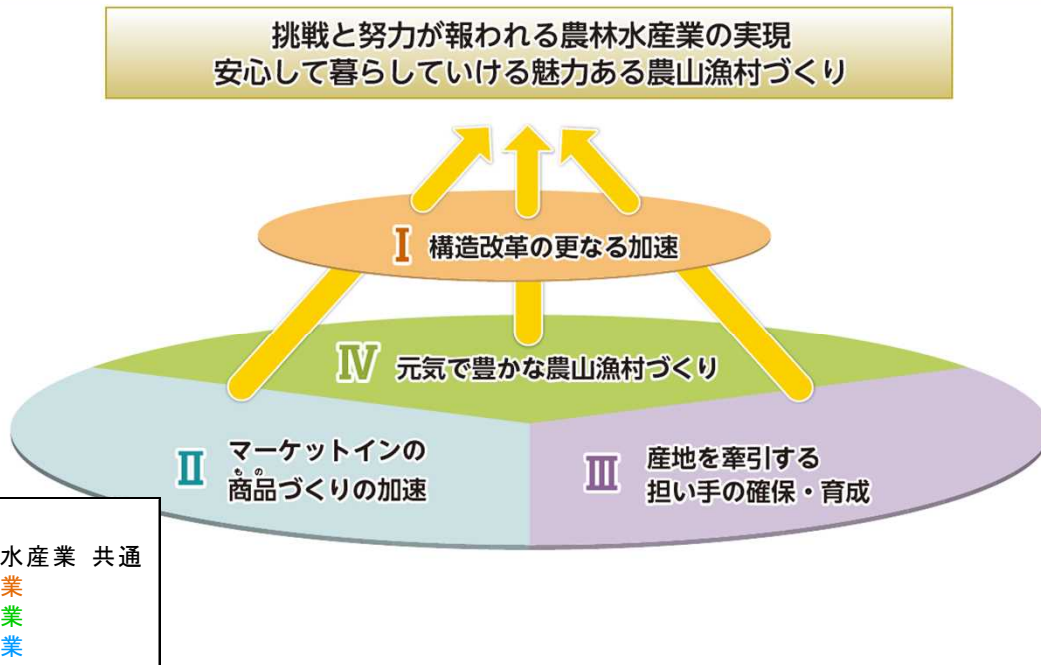 挑戦と努力が報われる農林水産業の実現
安心して暮らしていける魅力ある農山漁村づくり
Ⅰ 構造改革の更なる加速
Ⅳ 元気で豊かな農山漁村づくり
Ⅱ マーケットインの
もの
商品づくりの加速
Ⅲ 産地を牽引する
担い手の確保・育成
水産業 共通
業
業
業